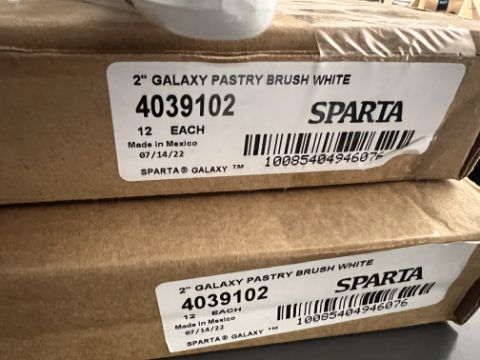 2" GALAXY PASTRY BRUSH WHITE
4039102
SPARTA
12 EACH
Made in Mexico
07/14/22
10085404946076
SPARTA® GALAXY ™
2" GALAXY PASTRY BRUSH WHITE
4039102
SPARTA
12 EACH
Made in Mexico
07/14/22
10085404946076
SPARTA® GALAXY ™